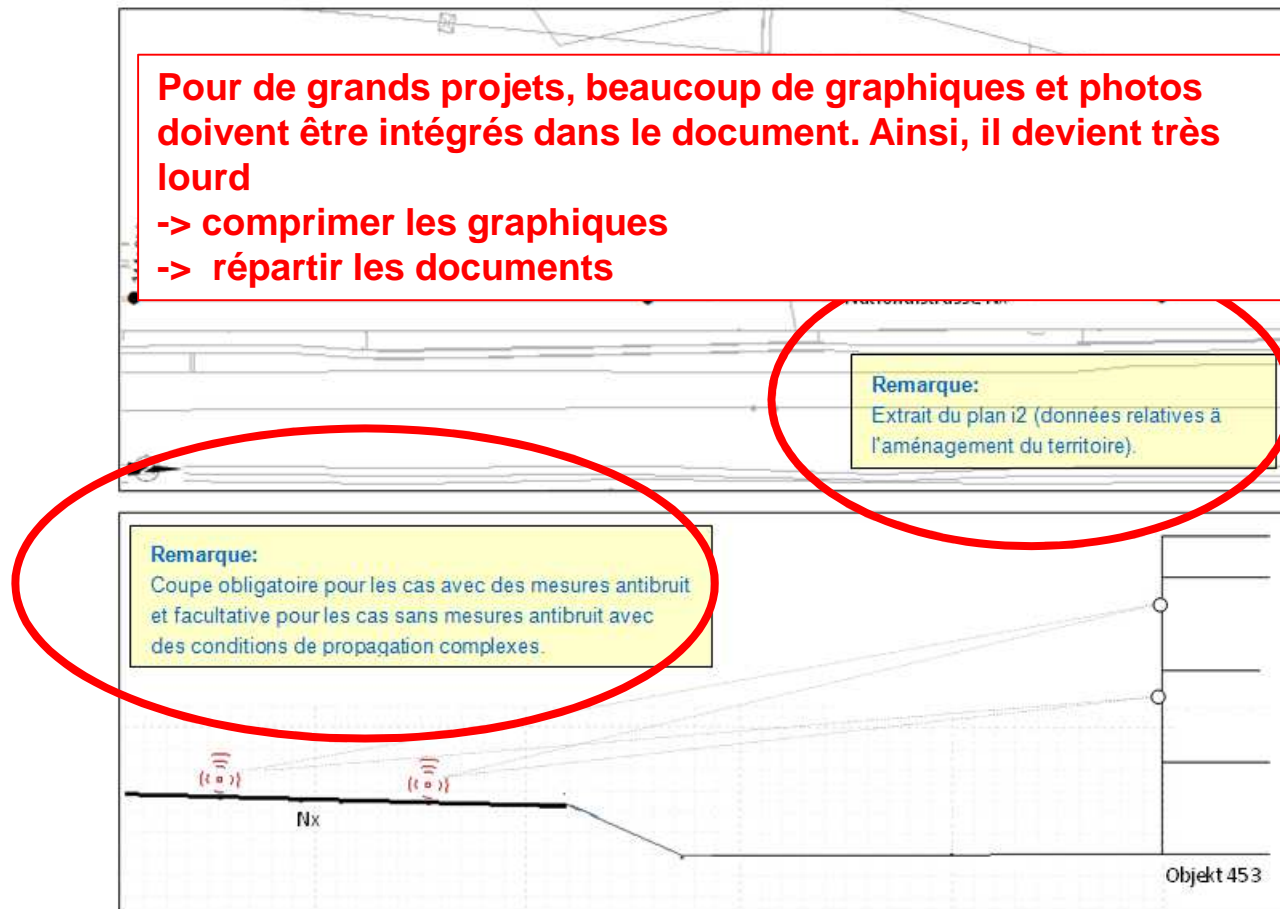 Pour de grands projets, beaucoup de graphiques et photos
doivent être intégrés dans le document. Ainsi, il devient très
lourd
-> comprimer les graphiques
-> répartir les documents
Remarque:
Extrait du plan i2 (données relatives ä
l'aménagement du territoire).
Remarque:
Coupe obligatoire pour les cas avec des mesures antibruit
et facultative pour les cas sans mesures antibruit avec
des conditions de propagation complexes.
Nx
Objekt 453